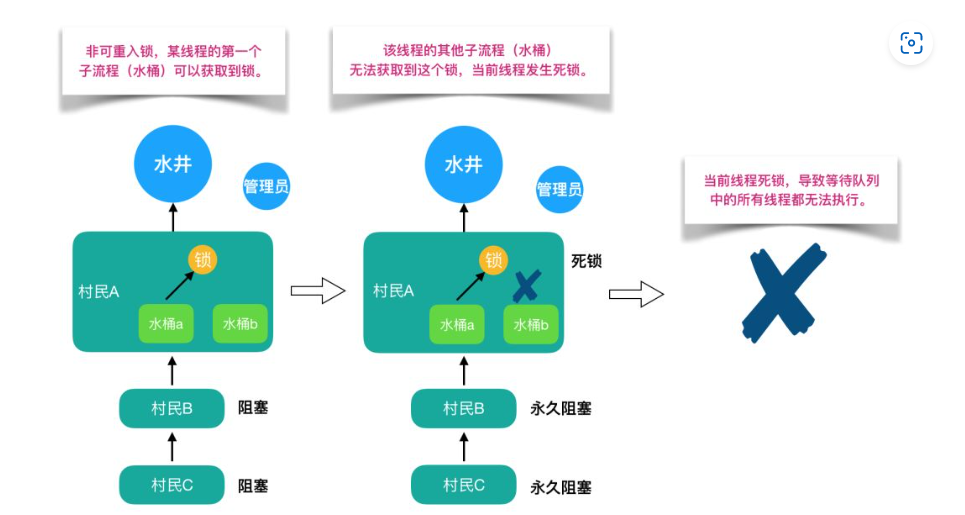 非可重入锁，某线程的第一个
子流程（水桶）可以获取到锁。
该线程的其他子流程（水桶）
无法获取到这个锁，当前线程发生死锁。
水井
管理员
水井
管理员
当前线程死锁，导致等待队列
中的所有线程都无法执行。
锁
村民A
水桶a
水桶b
锁
死锁
村民A
水桶a
水桶b
村民B
阻塞
村民B
永久阻塞
村民C
阻塞
村民C
永久阻塞